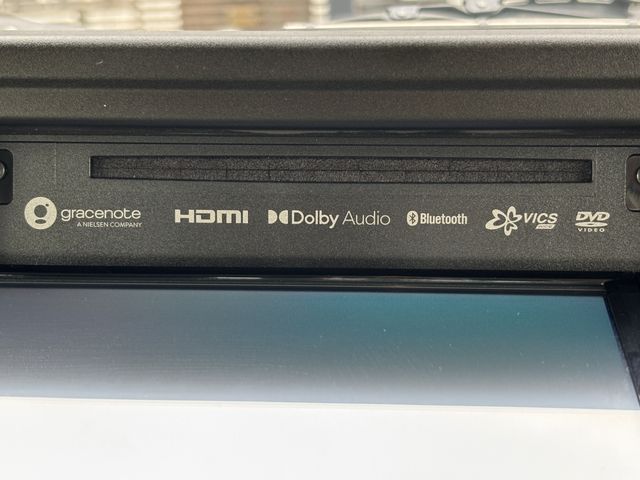 gracenote
A NIELSEN COMPANY.
HDMI
Dolby Audio
Bluetooth
VICS
DVD
VIDEO